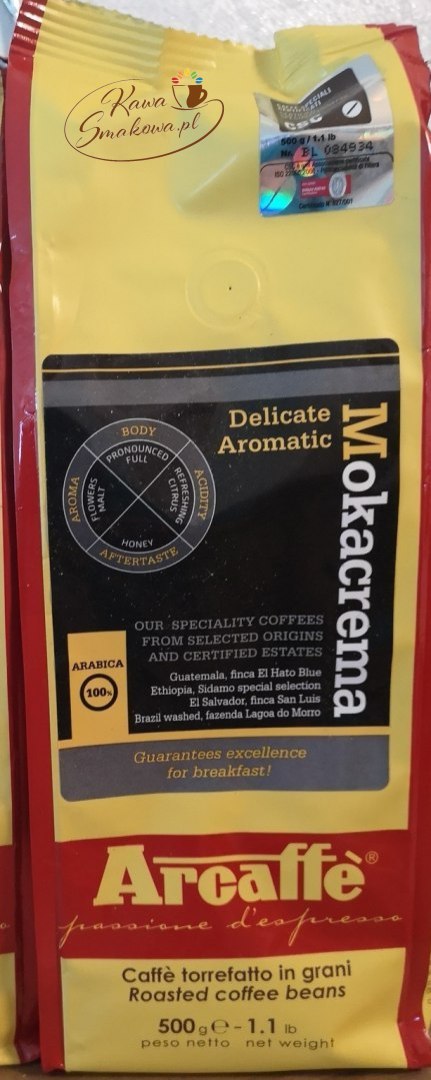 Kawa
Smakowa.pl
500 g / 1.1 lb
Nr. BL 034934
Delicate
Aromatic
Mokacrema
BODY
PRONOUNCED
FULL
ACIDITY
REFRESHING
CITRUS
AROMA
FLOWERS
MALT
HONEY
AFTERTASTE
OUR SPECIALITY COFFEES
FROM SELECTED ORIGINS
AND CERTIFIED ESTATES
Guatemala, finca El Hato Blue
Ethiopia, Sidamo special selection
El Salvador, finca San Luis
Brazil washed, fazenda Lagoa do Morro
ARABICA
100%
Guarantees excellence
for breakfast!
Arcaffè®
passione d'espresso
Caffè torrefatto in grani
Roasted coffee beans
500 g e - 1.1 lb
peso netto net weight